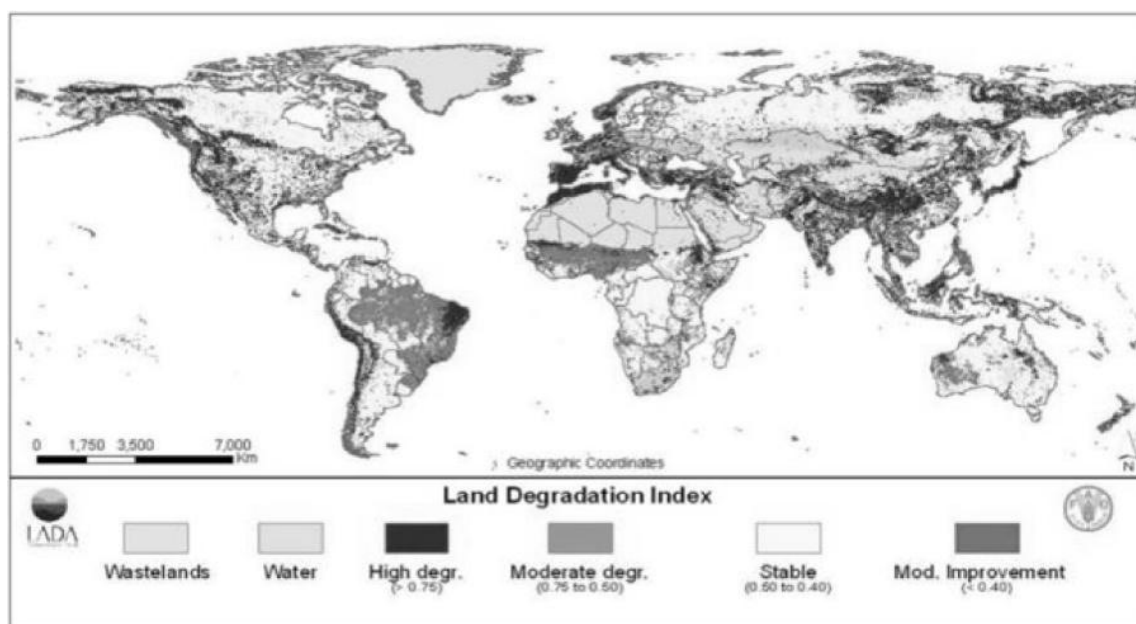 0 1,750 3,500 7,000
Km
Geographic Coordinates
N
Land Degradation Index
LADA
Wastelands Water High degr. Moderate degr. Stable Mod. Improvement
(> 0.75) (0.75 to 0.50) (0.50 to 0.40) (< 0.40)